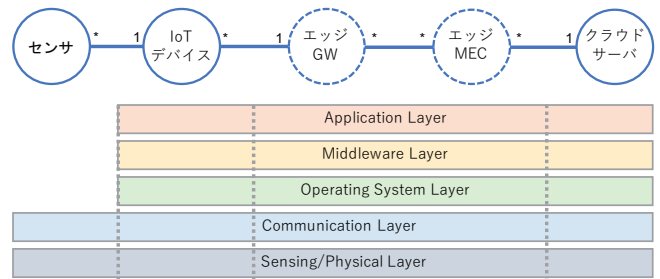 センサ
*
1
IoT
デバイス
*
1
エッジ
GW
*
*
エッジ
MEC
*
1
クラウド
サーバ
Application Layer
Middleware Layer
Operating System Layer
Communication Layer
Sensing/Physical Layer